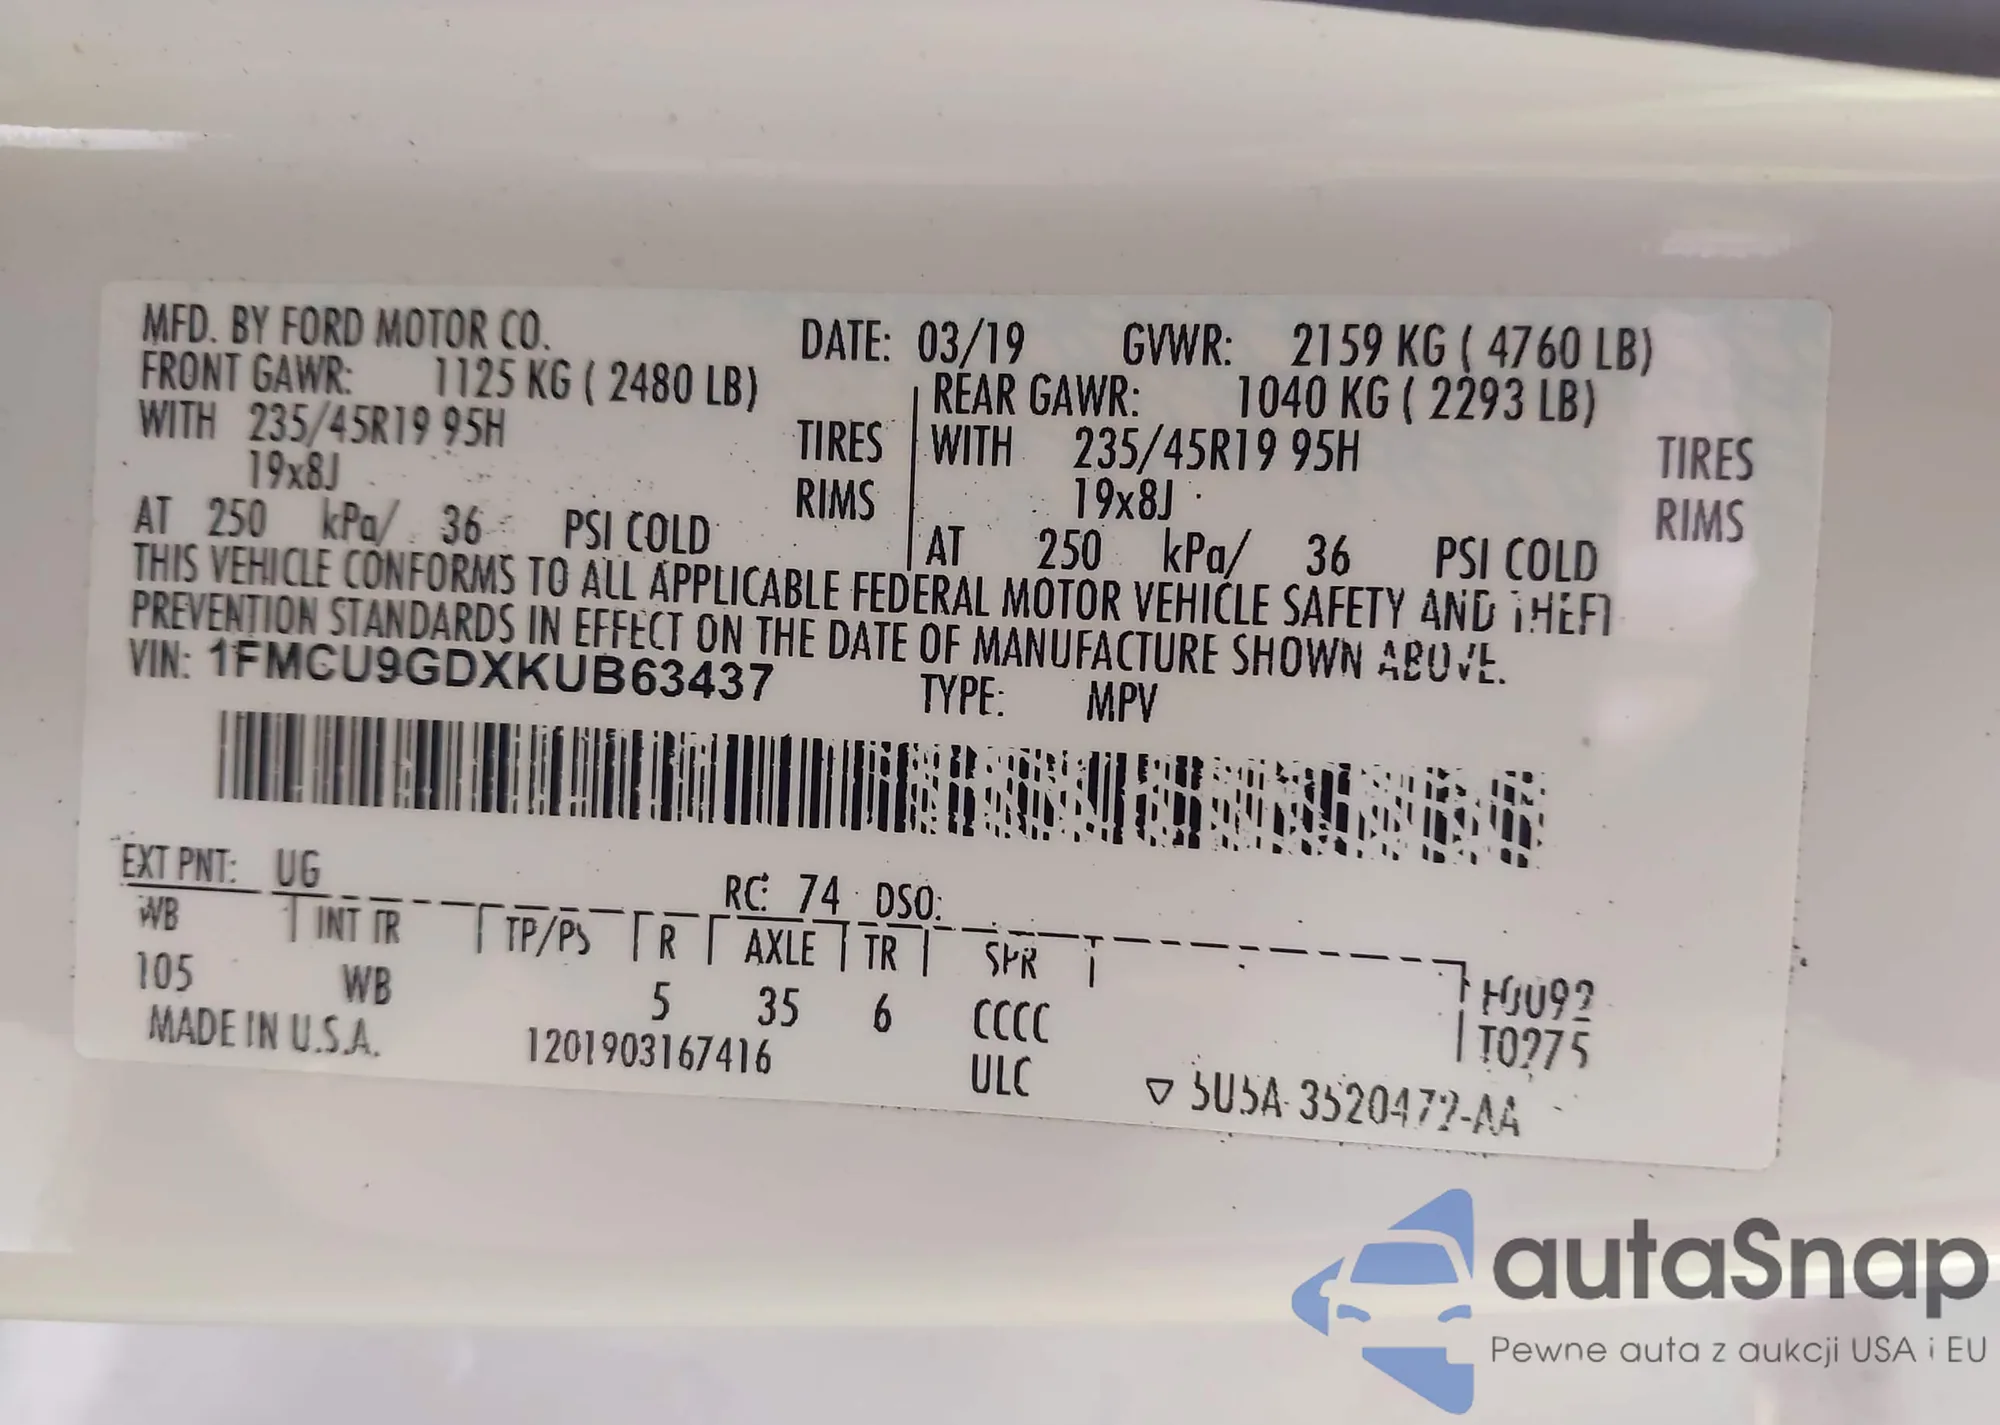 MFD. BY FORD MOTOR CO. DATE: 03/19 GVWR: 2159 KG ( 4760 LB)
FRONT GAWR: 1125 KG ( 2480 LB) REAR GAWR: 1040 KG ( 2293 LB)
WITH 235/45R19 95H TIRES WITH 235/45R19 95H TIRES
19x8J RIMS 19x8J RIMS
AT 250 kPa/ 36 PSI COLD AT 250 kPa/ 36 PSI COLD
THIS VEHICLE CONFORMS TO ALL APPLICABLE FEDERAL MOTOR VEHICLE SAFETY AND THEFT
PREVENTION STANDARDS IN EFFECT ON THE DATE OF MANUFACTURE SHOWN ABOVE.
VIN: 1FMCU9GDXKUB63437 TYPE: MPV
EXT PNT: UG RC: 74 DSO:
WB INT TR TP/PS R AXLE TR SPR
105 WB 5 35 6 CCCC
T0275
MADE IN U.S.A. 1201903167416 ULC
3520472-AA
autaSnap
Pewne auta z aukcji USA i EU